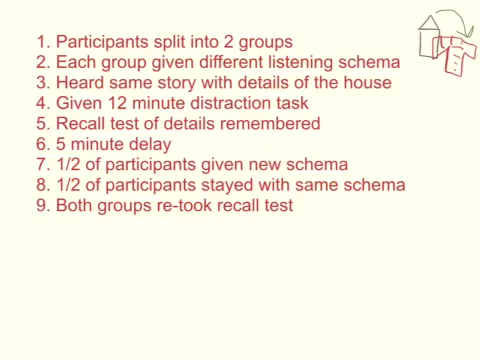 1. Participants split into 2 groups
2. Each group given different listening schema
3. Heard same story with details of the house
4. Given 12 minute distraction task
5. Recall test of details remembered
6. 5 minute delay
7. 1/2 of participants given new schema
8. 1/2 of participants stayed with same schema
9. Both groups re-took recall test